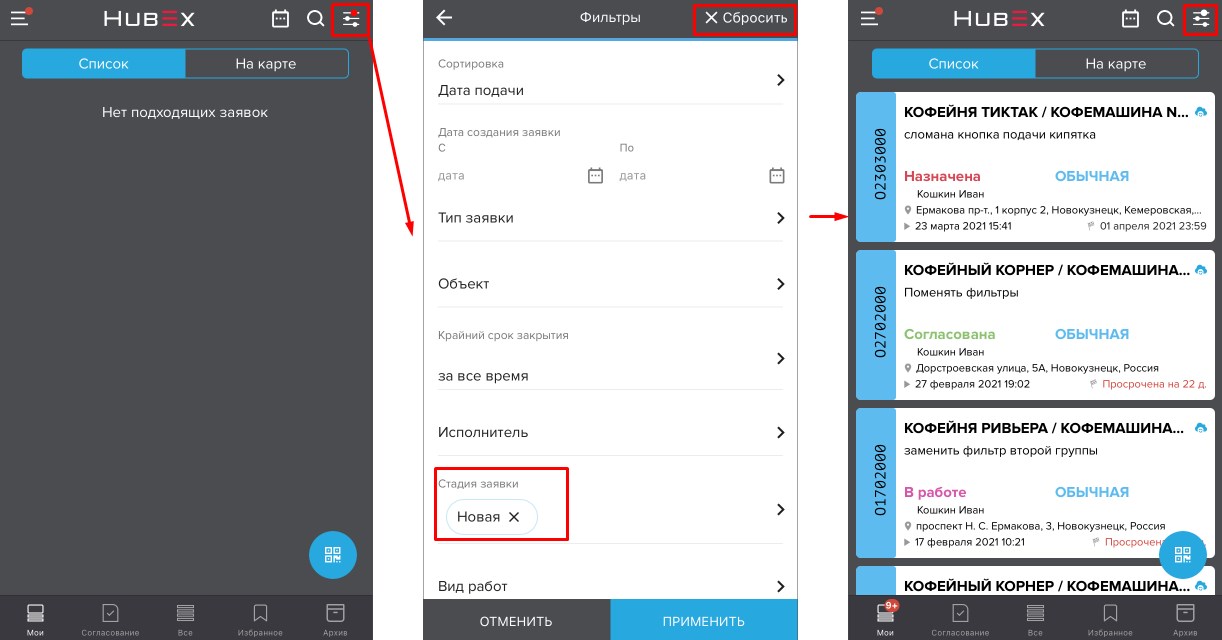 HUBEX
Список
На карте
Нет подходящих заявок
Мои
Согласование
Все
Избранное
Архив
Фильтры
Сбросить
Сортировка
Дата подачи
Дата создания заявки
С
По
дата
дата
Тип заявки
Объект
Крайний срок закрытия
за все время
Исполнитель
Стадия заявки
Новая
Вид работ
ОТМЕНИТЬ
ПРИМЕНИТЬ
HUBEX
Список
На карте
02303000
КОФЕЙНЯ ТИКТАК / КОФЕМАШИНА N...
сломана кнопка подачи кипятка
Назначена
ОБЫЧНАЯ
Кошкин Иван
Ермакова пр-т., 1 корпус 2, Новокузнецк, Кемеровская,...
23 марта 2021 15:41
01 апреля 2021 23:59
02702000
КОФЕЙНЫЙ КОРНЕР / КОФЕМАШИНА...
Поменять фильтры
Согласована
ОБЫЧНАЯ
Кошкин Иван
Дорстроевская улица, 5А, Новокузнецк, Россия
27 февраля 2021 19:02
Просрочена на 22 д.
01702000
КОФЕЙНЯ РИВЬЕРА / КОФЕМАШИНА...
заменить фильтр второй группы
В работе
ОБЫЧНАЯ
Кошкин Иван
проспект Н. С. Ермакова, 3, Новокузнецк, Россия
17 февраля 2021 10:21
Просрочен
КОФЕЙНЫЙ КОРНЕР / КОФЕМАШИНА...
9+
Мои
Согласование
Все
Избранное
Архив